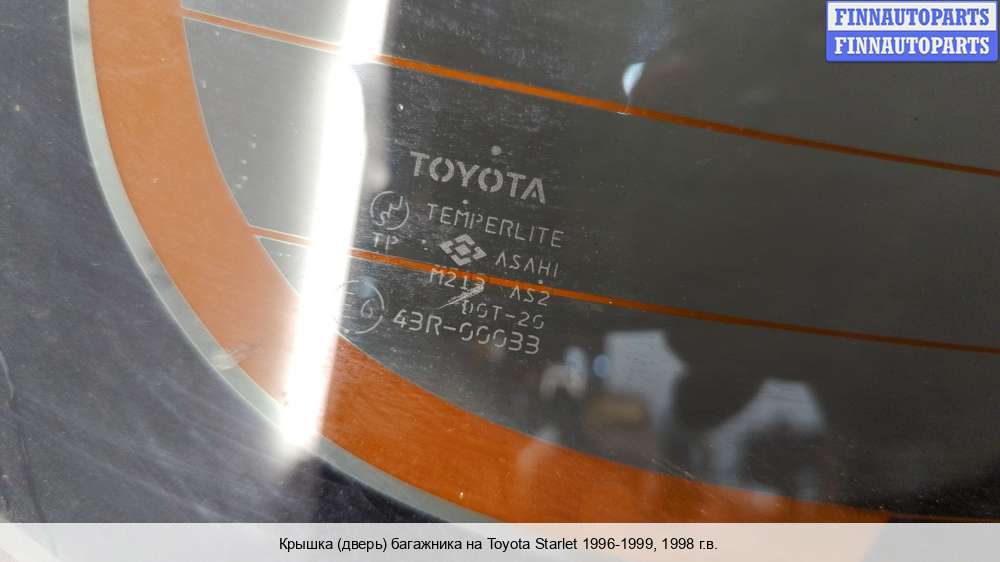 FINNAUTOPARTS
FINNAUTOPARTS
TOYOTA
TEMPERLITE
TP ASAHI
M213 AS2
DOT-20
43R-00033
Крышка (дверь) багажника на Toyota Starlet 1996-1999, 1998 г.в.